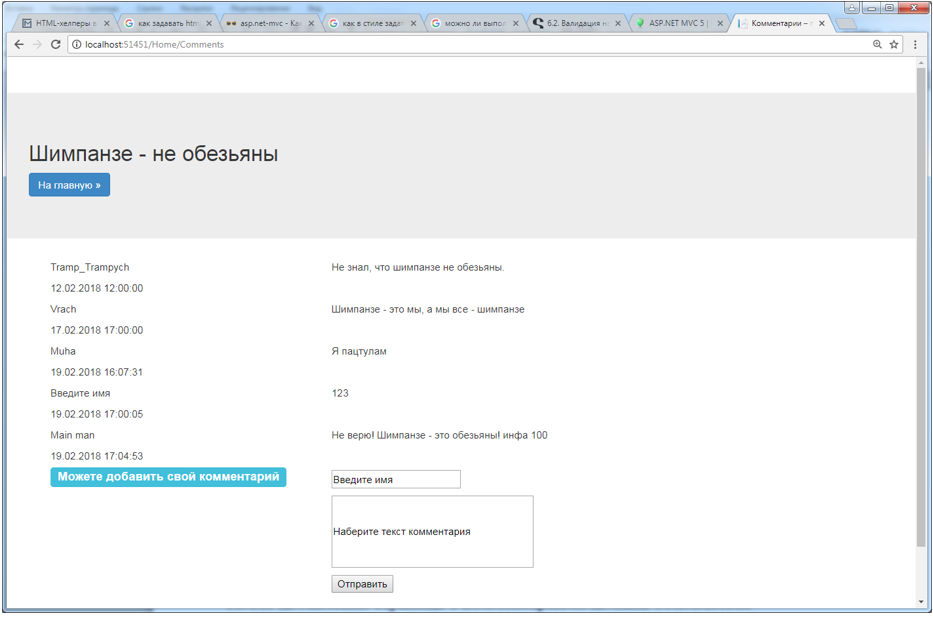 HTML-хелперы в
как задавать htm
asp.net-mvc - Ка
как в стиле зада
можно ли выпол
6.2. Валидация н
ASP.NET MVC 5 |
Комментарии –
localhost:51451/Home/Comments
Шимпанзе - не обезьяны
На главную »
Tramp_Trampych Не знал, что шимпанзе не обезьяны.
12.02.2018 12:00:00
Vrach Шимпанзе - это мы, а мы все - шимпанзе
17.02.2018 17:00:00
Muha Я пацтулам
19.02.2018 16:07:31
Введите имя 123
19.02.2018 17:00:05
Main man Не верю! Шимпанзе - это обезьяны! инфа 100
19.02.2018 17:04:53
Можете добавить свой комментарий Введите имя
Наберите текст комментария
Отправить